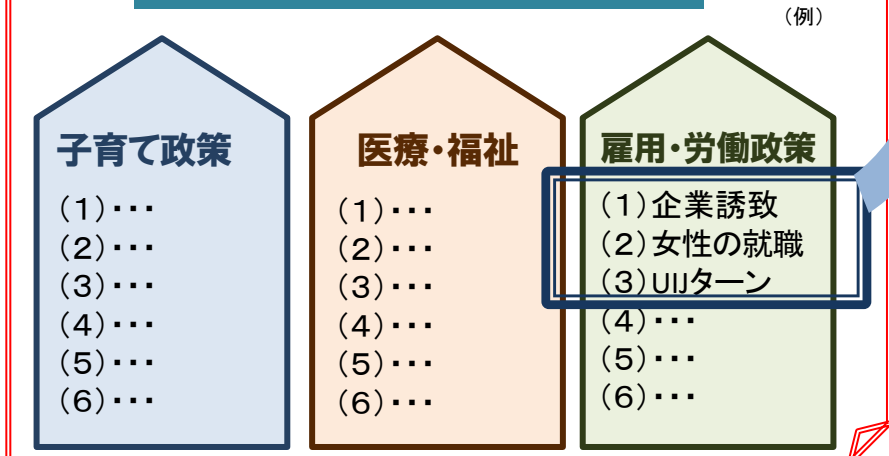 (例)
子育て政策
(1)・・・
(2)・・・
(3)・・・
(4)・・・
(5)・・・
(6)・・・
医療・福祉
(1)・・・
(2)・・・
(3)・・・
(4)・・・
(5)・・・
(6)・・・
雇用・労働政策
(1)企業誘致
(2)女性の就職
(3)UIJターン
(4)・・・
(5)・・・
(6)・・・